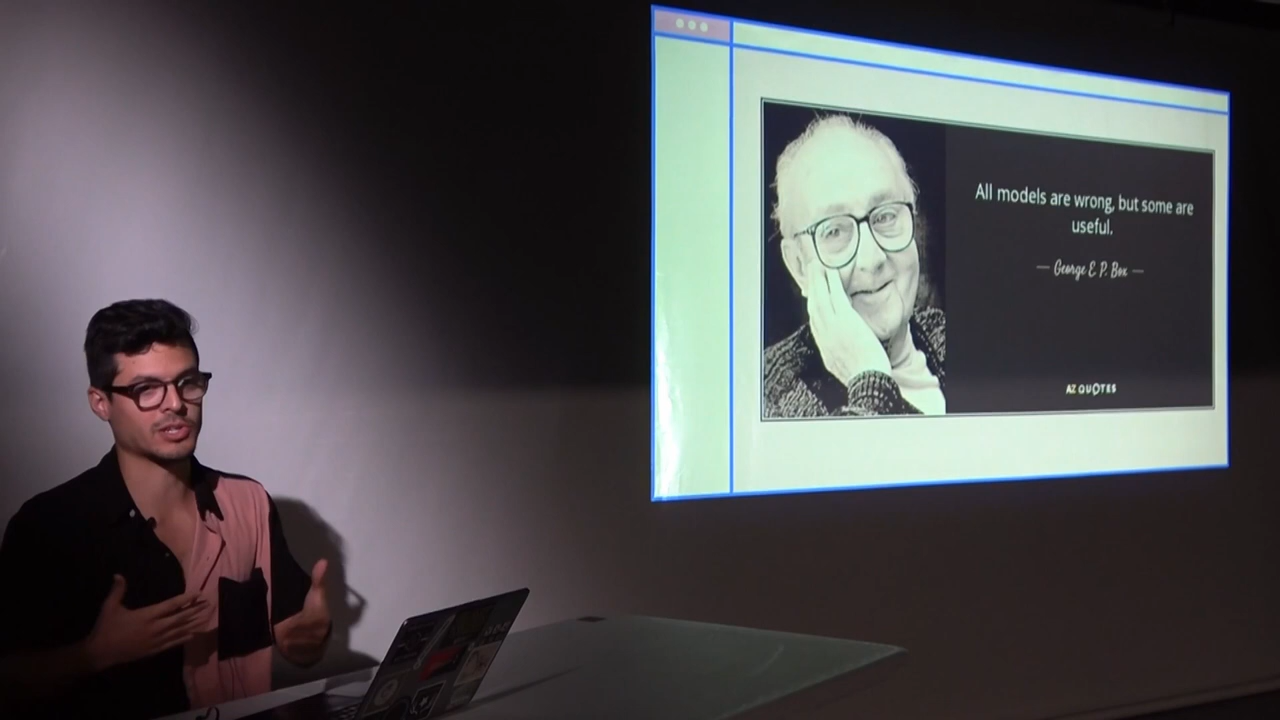 All models are wrong, but some are
useful.
— George E. P. Box —
AZ QUOTES